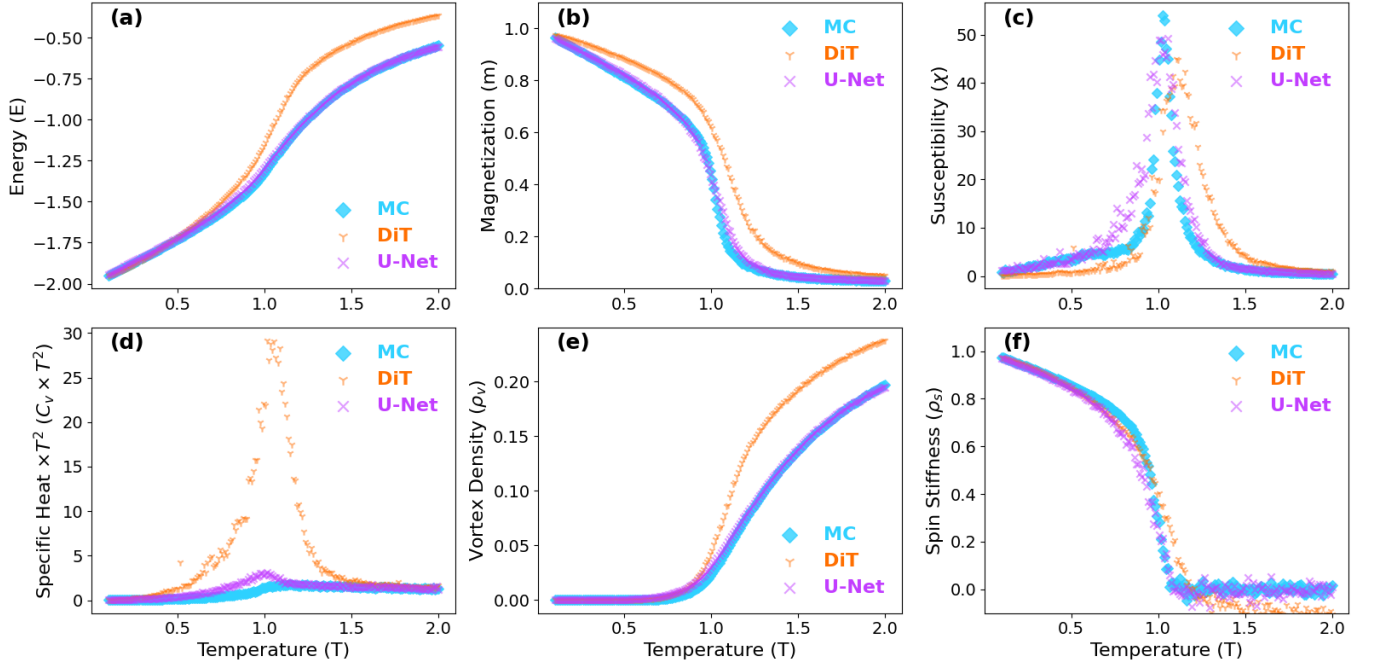 (a)
Energy (E)
−0.50
−0.75
−1.00
−1.25
−1.50
−1.75
−2.00
0.5
1.0
1.5
2.0
MC
DiT
U-Net
(b)
Magnetization (m)
1.0
0.8
0.6
0.4
0.2
0.0
0.5
1.0
1.5
2.0
MC
DiT
U-Net
(c)
Susceptibility (χ)
50
40
30
20
10
0
0.5
1.0
1.5
2.0
MC
DiT
U-Net
(d)
Specific Heat ×T² (Cᵥ × T²)
30
25
20
15
10
5
0
0.5
1.0
1.5
2.0
Temperature (T)
MC
DiT
U-Net
(e)
Vortex Density (ρᵥ)
0.20
0.15
0.10
0.05
0.00
0.5
1.0
1.5
2.0
Temperature (T)
MC
DiT
U-Net
(f)
Spin Stiffness (ρₛ)
1.0
0.8
0.6
0.4
0.2
0.0
0.5
1.0
1.5
2.0
Temperature (T)
MC
DiT
U-Net